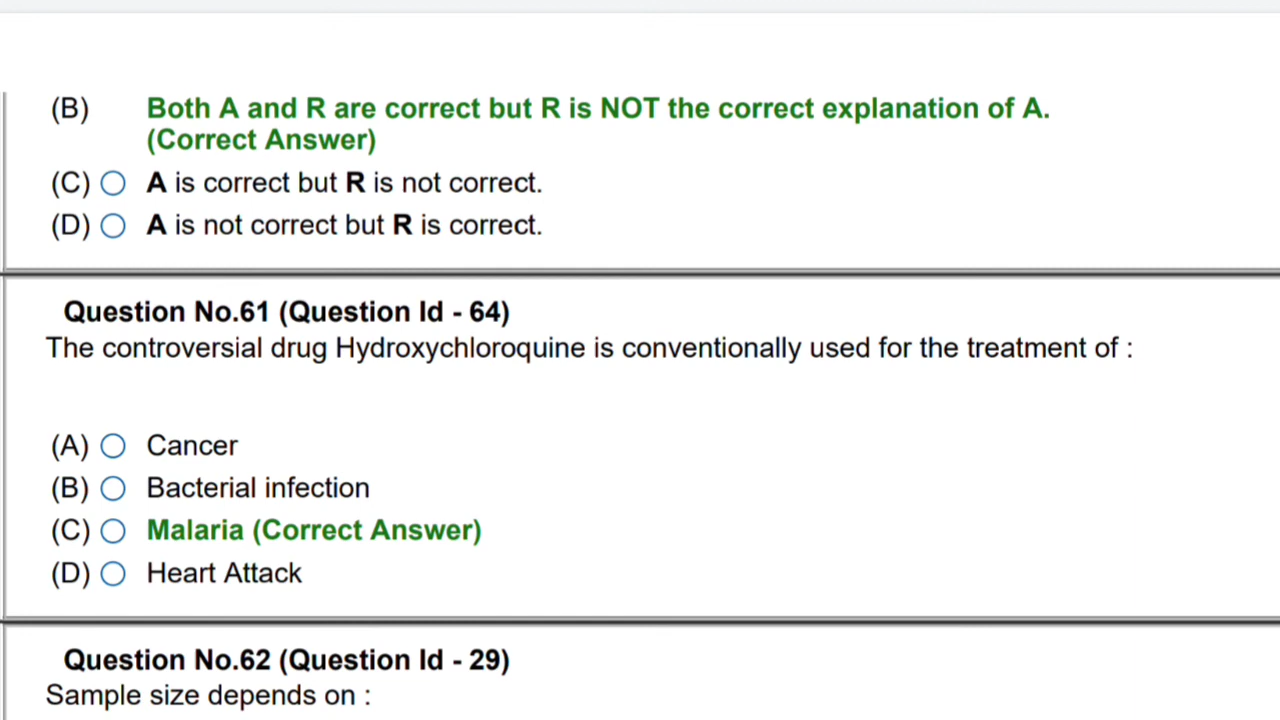 (B) Both A and R are correct but R is NOT the correct explanation of A.
(Correct Answer)
(C) A is correct but R is not correct.
(D) A is not correct but R is correct.
Question No.61 (Question Id - 64)
The controversial drug Hydroxychloroquine is conventionally used for the treatment of :
(A) Cancer
(B) Bacterial infection
(C) Malaria (Correct Answer)
(D) Heart Attack
Question No.62 (Question Id - 29)
Sample size depends on :